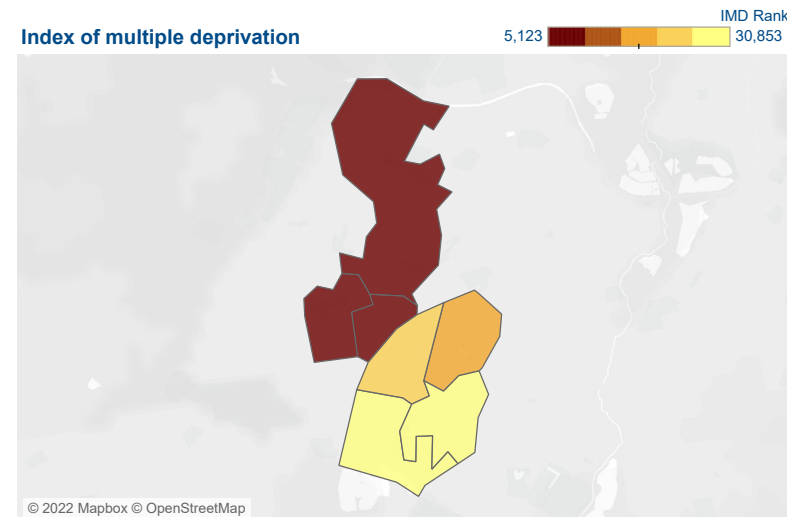 IMD Rank
Index of multiple deprivation
5,123
30,853
© 2022 Mapbox © OpenStreetMap